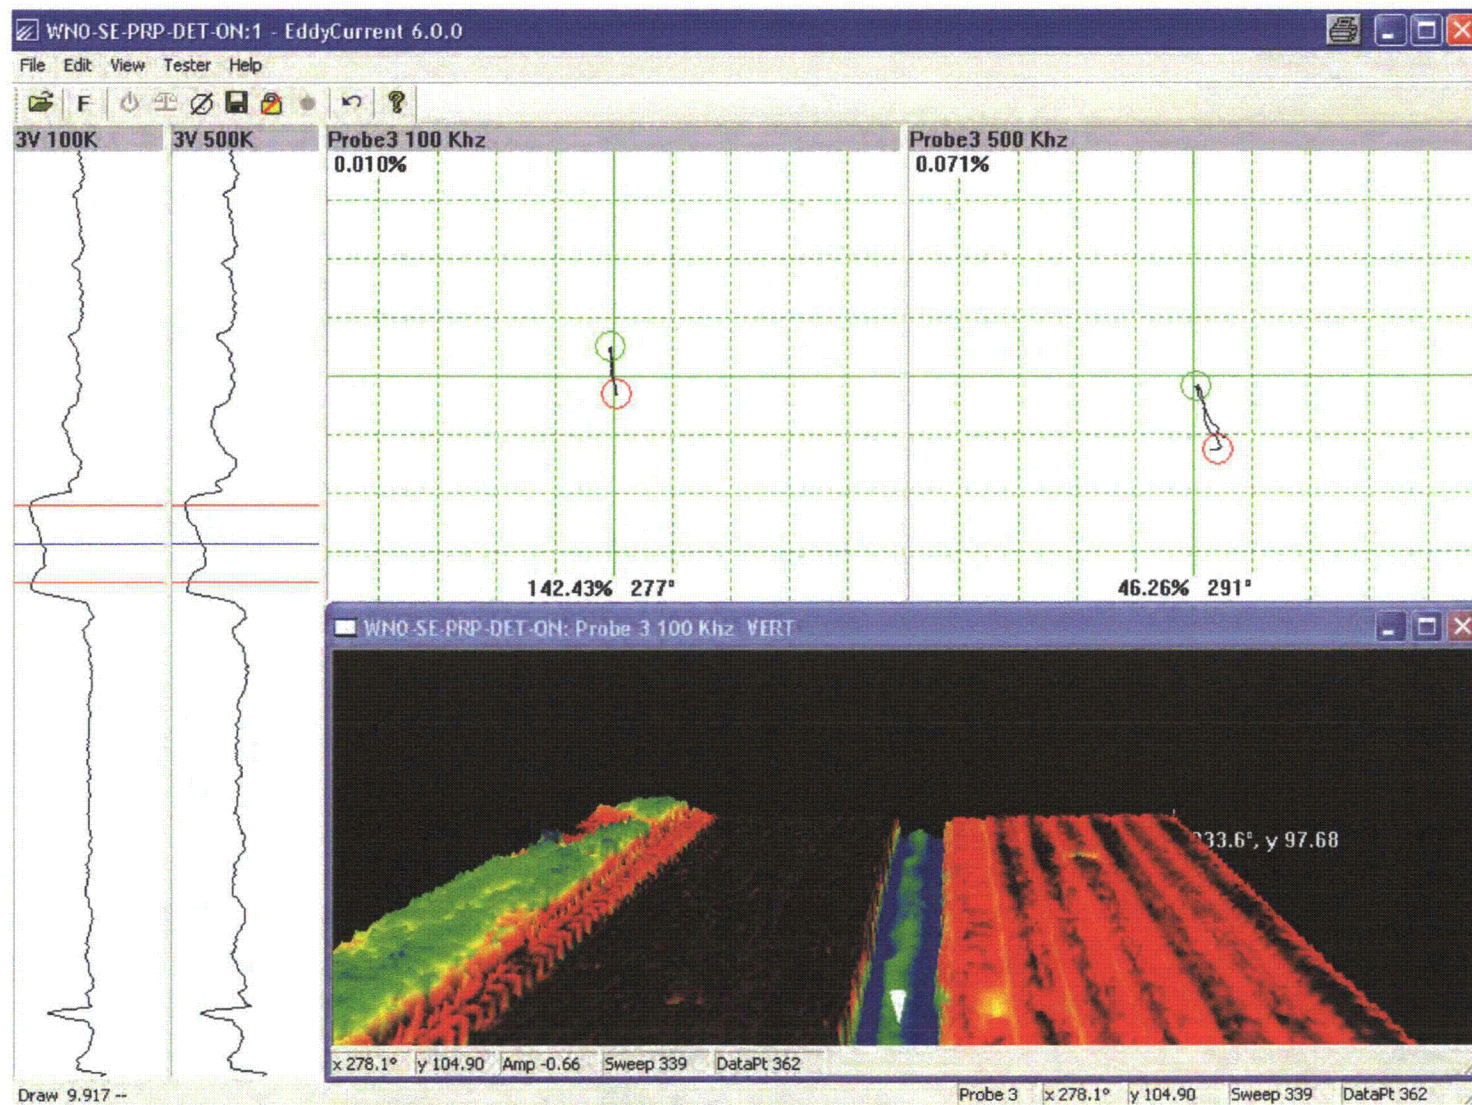 WN0-SE-PRP-DET-ON:1 - EddyCurrent 6.0.0
File Edit View Tester Help
F
3V 100K
3V 500K
Probe3 100 Khz
Probe3 500 Khz
0.010%
0.071%
142.43% 277°
46.26% 291°
WN0-SE-PRP-DET-ON: Probe 3 100 Khz VERT
33.6°, y 97.68
x 278.1° y 104.90 Amp -0.66 Sweep 339 DataPt 362
Draw 9.917 --
Probe 3 x 278.1° y 104.90 Sweep 339 DataPt 362